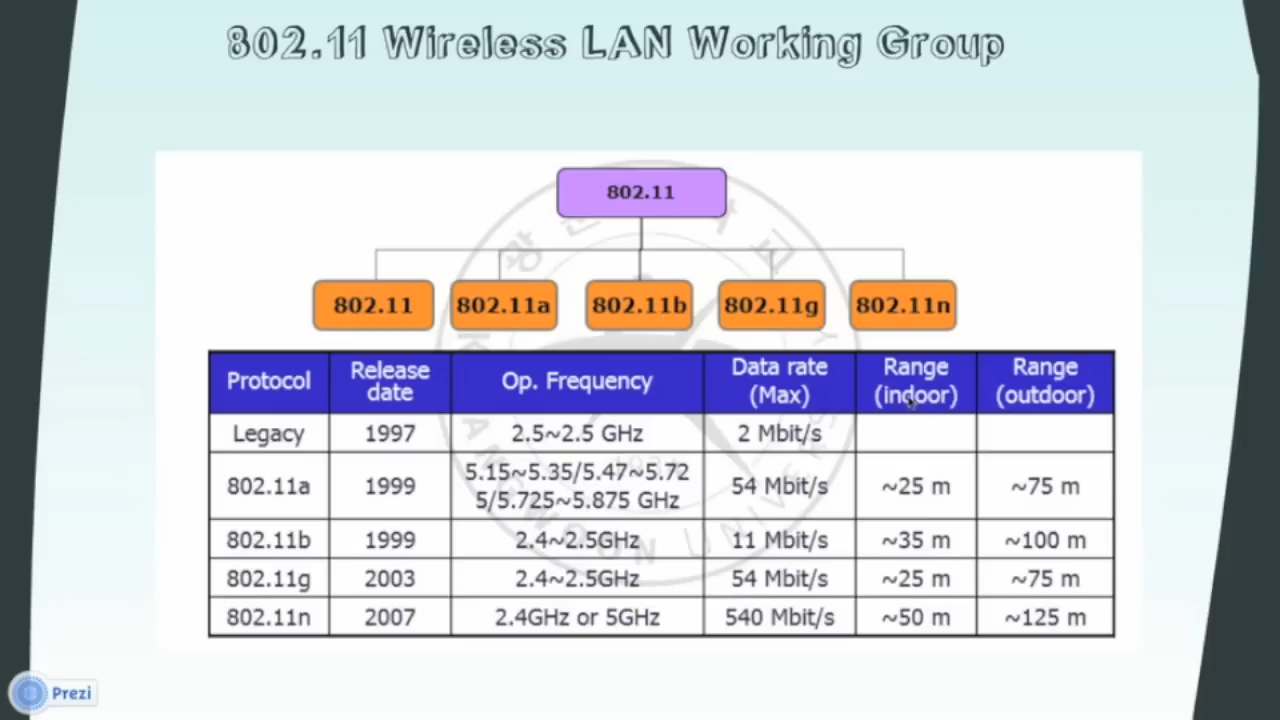 802.11 Wireless LAN Working Group
802.11
802.11 802.11a 802.11b 802.11g 802.11n
Protocol Release date Op. Frequency Data rate (Max) Range (indoor) Range (outdoor)
Legacy 1997 2.5~2.5 GHz 2 Mbit/s
802.11a 1999 5.15~5.35/5.47~5.72 5/5.725~5.875 GHz 54 Mbit/s ~25 m ~75 m
802.11b 1999 2.4~2.5GHz 11 Mbit/s ~35 m ~100 m
802.11g 2003 2.4~2.5GHz 54 Mbit/s ~25 m ~75 m
802.11n 2007 2.4GHz or 5GHz 540 Mbit/s ~50 m ~125 m
Prezi